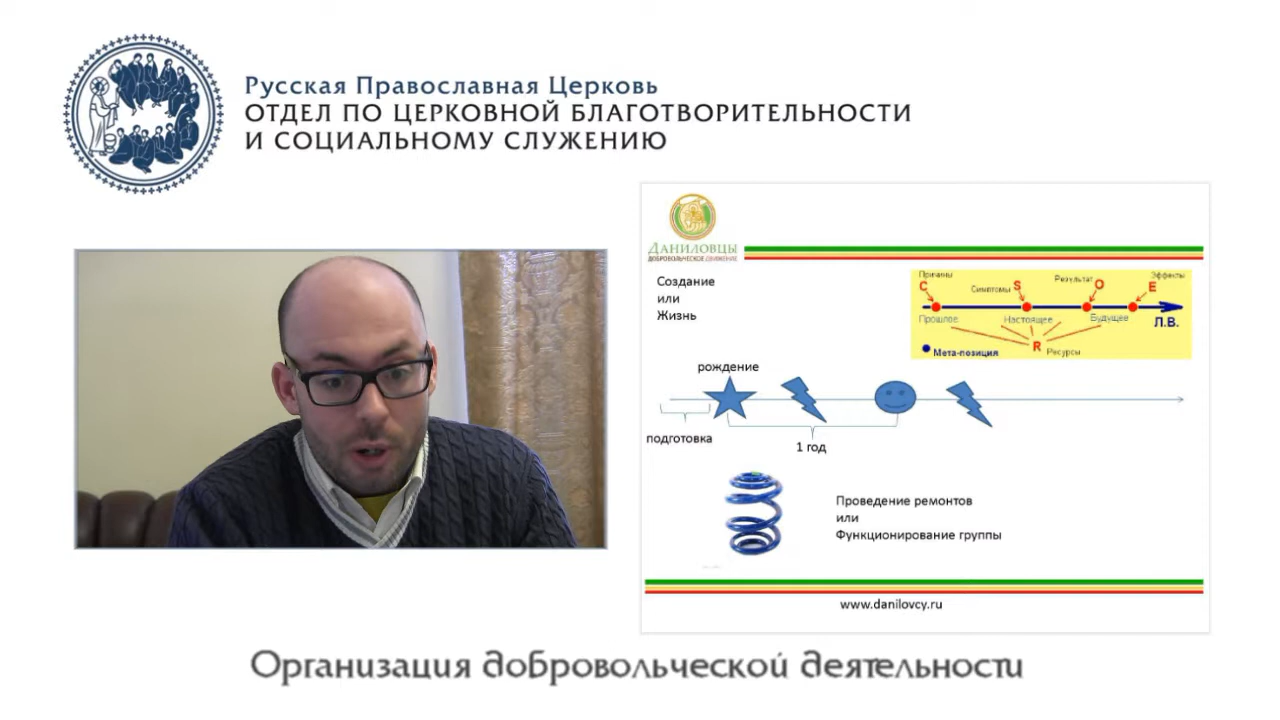 Русская Православная Церковь
ОТДЕЛ ПО ЦЕРКОВНОЙ БЛАГОТВОРИТЕЛЬНОСТИ
И СОЦИАЛЬНОМУ СЛУЖЕНИЮ
ДАНИЛОВЦЫ
ДОБРОВОЛЬЧЕСКОЕ ДВИЖЕНИЕ
Создание
или
Жизнь
Причины
Симптомы
Результат
Эффекты
C
S
O
E
Прошлое
Настоящее
Будущее
Л.В.
R
Мета-позиция
Ресурсы
рождение
подготовка
1 год
Проведение ремонтов
или
Функционирование группы
www.danilovcy.ru
Организация добровольческой деятельности